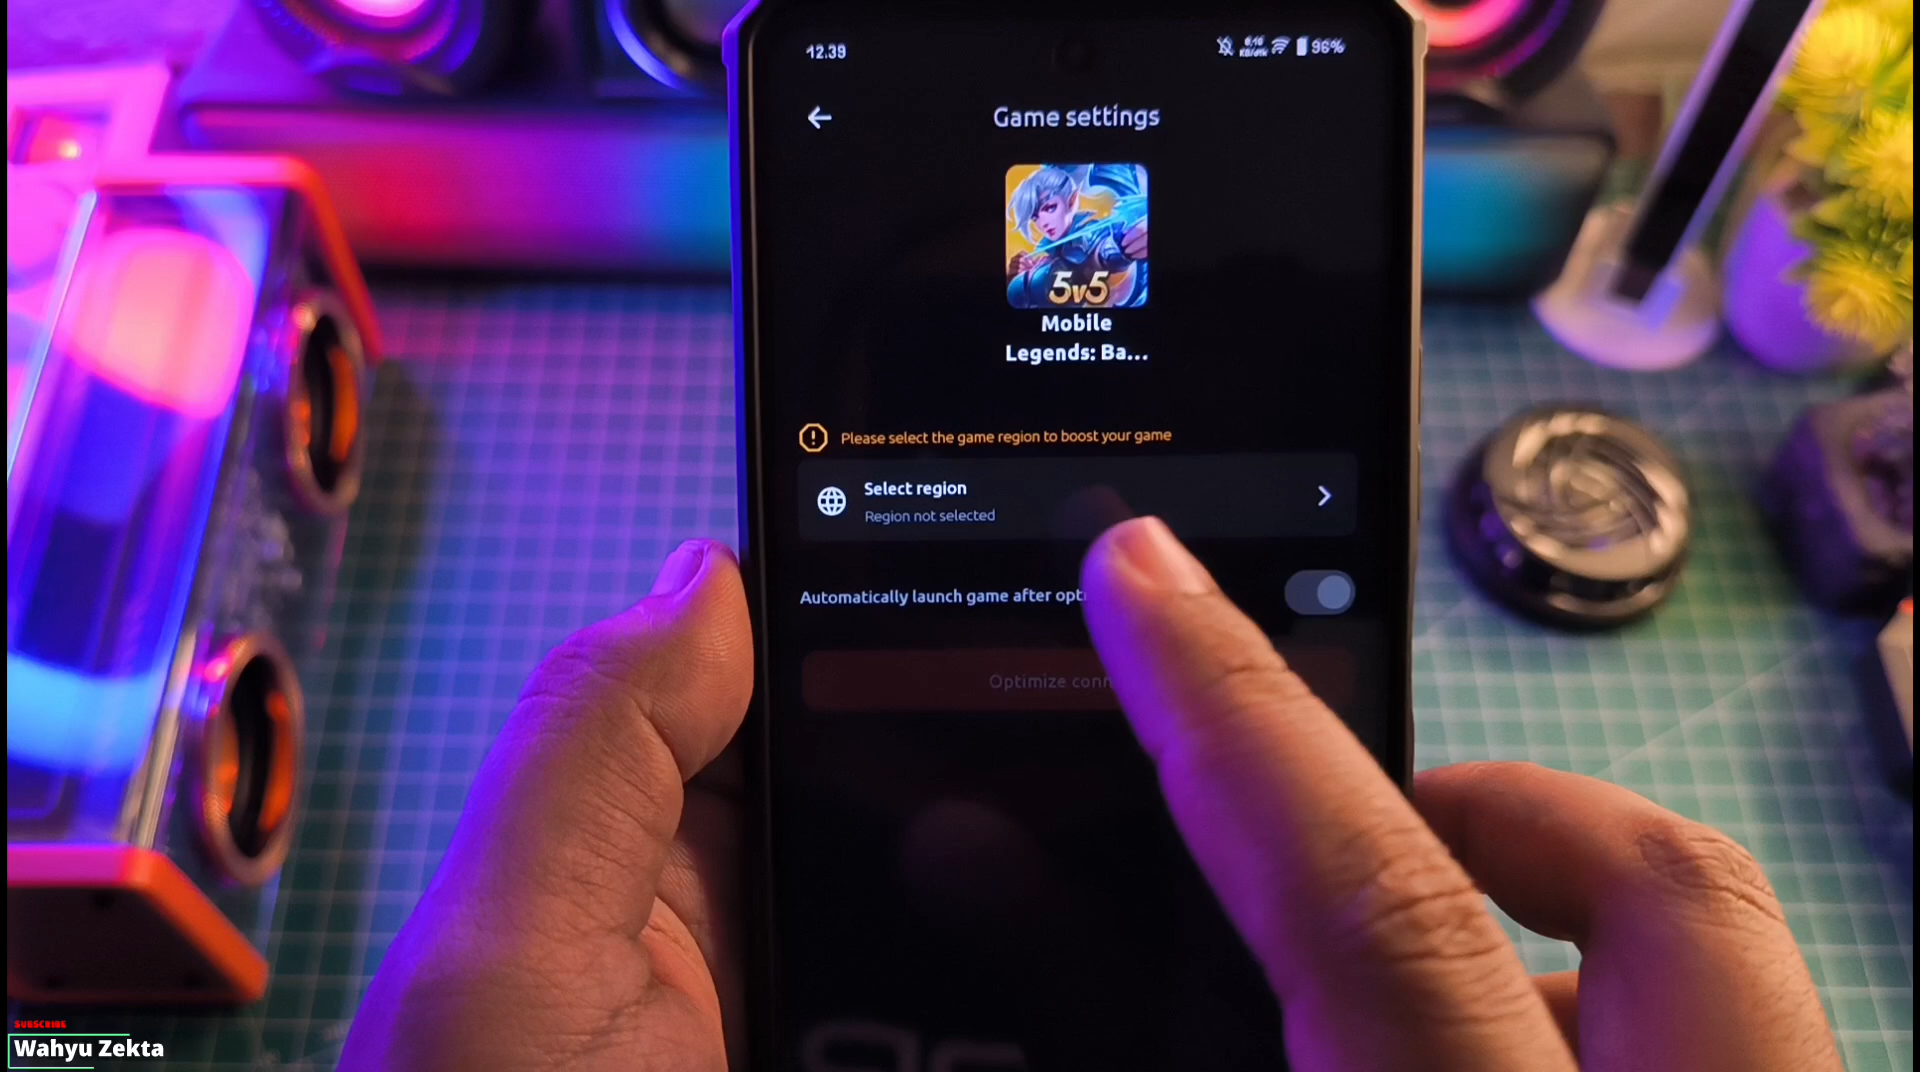 12.39
96%
Game settings
5v5
Mobile
Legends: Ba...
Please select the game region to boost your game
Select region
Region not selected
Automatically launch game after opti
Optimize conn
SUBSCRIBE
Wahyu Zekta